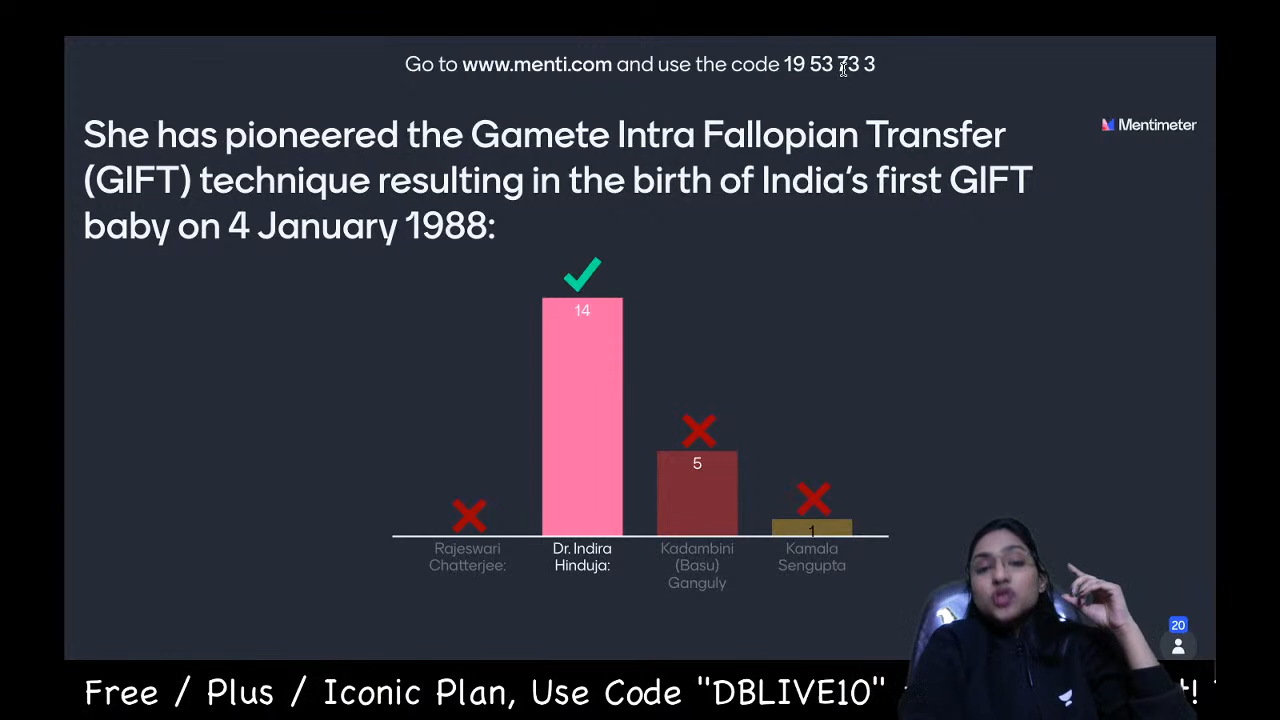 Go to www.menti.com and use the code 19 53 73 3
Mentimeter
She has pioneered the Gamete Intra Fallopian Transfer
(GIFT) technique resulting in the birth of India's first GIFT
baby on 4 January 1988:
14
5
1
Rajeswari
Chatterjee:
Dr. Indira
Hinduja:
Kadambini
(Basu)
Ganguly
Kamala
Sengupta
20
Free / Plus / Iconic Plan, Use Code "DBLIVE10"